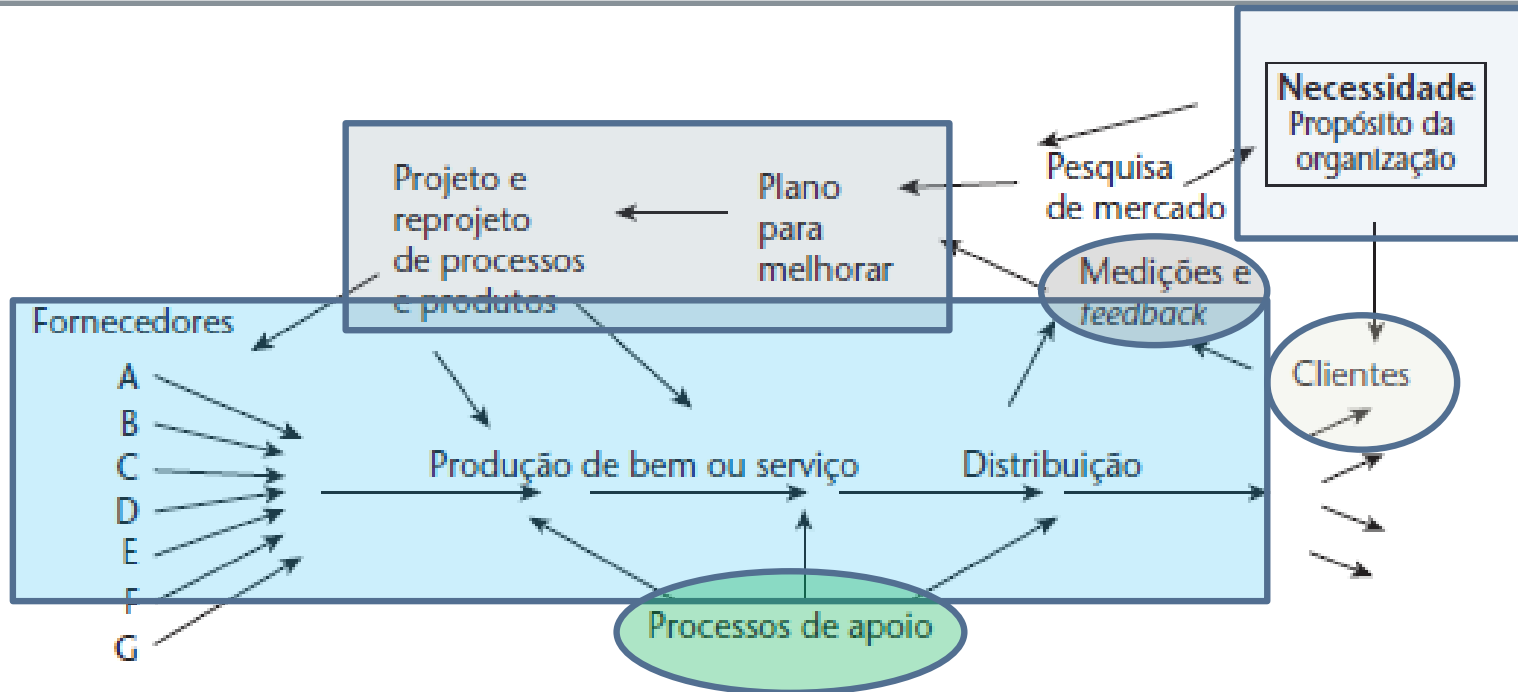 Necessidade
Propósito da
organização
Pesquisa
de mercado
Plano
para
melhorar
Projeto e
reprojeto
de processos
e produtos
Medições e
feedback
Fornecedores
A
B
C
D
E
F
G
Clientes
Produção de bem ou serviço
Distribuição
Processos de apoio